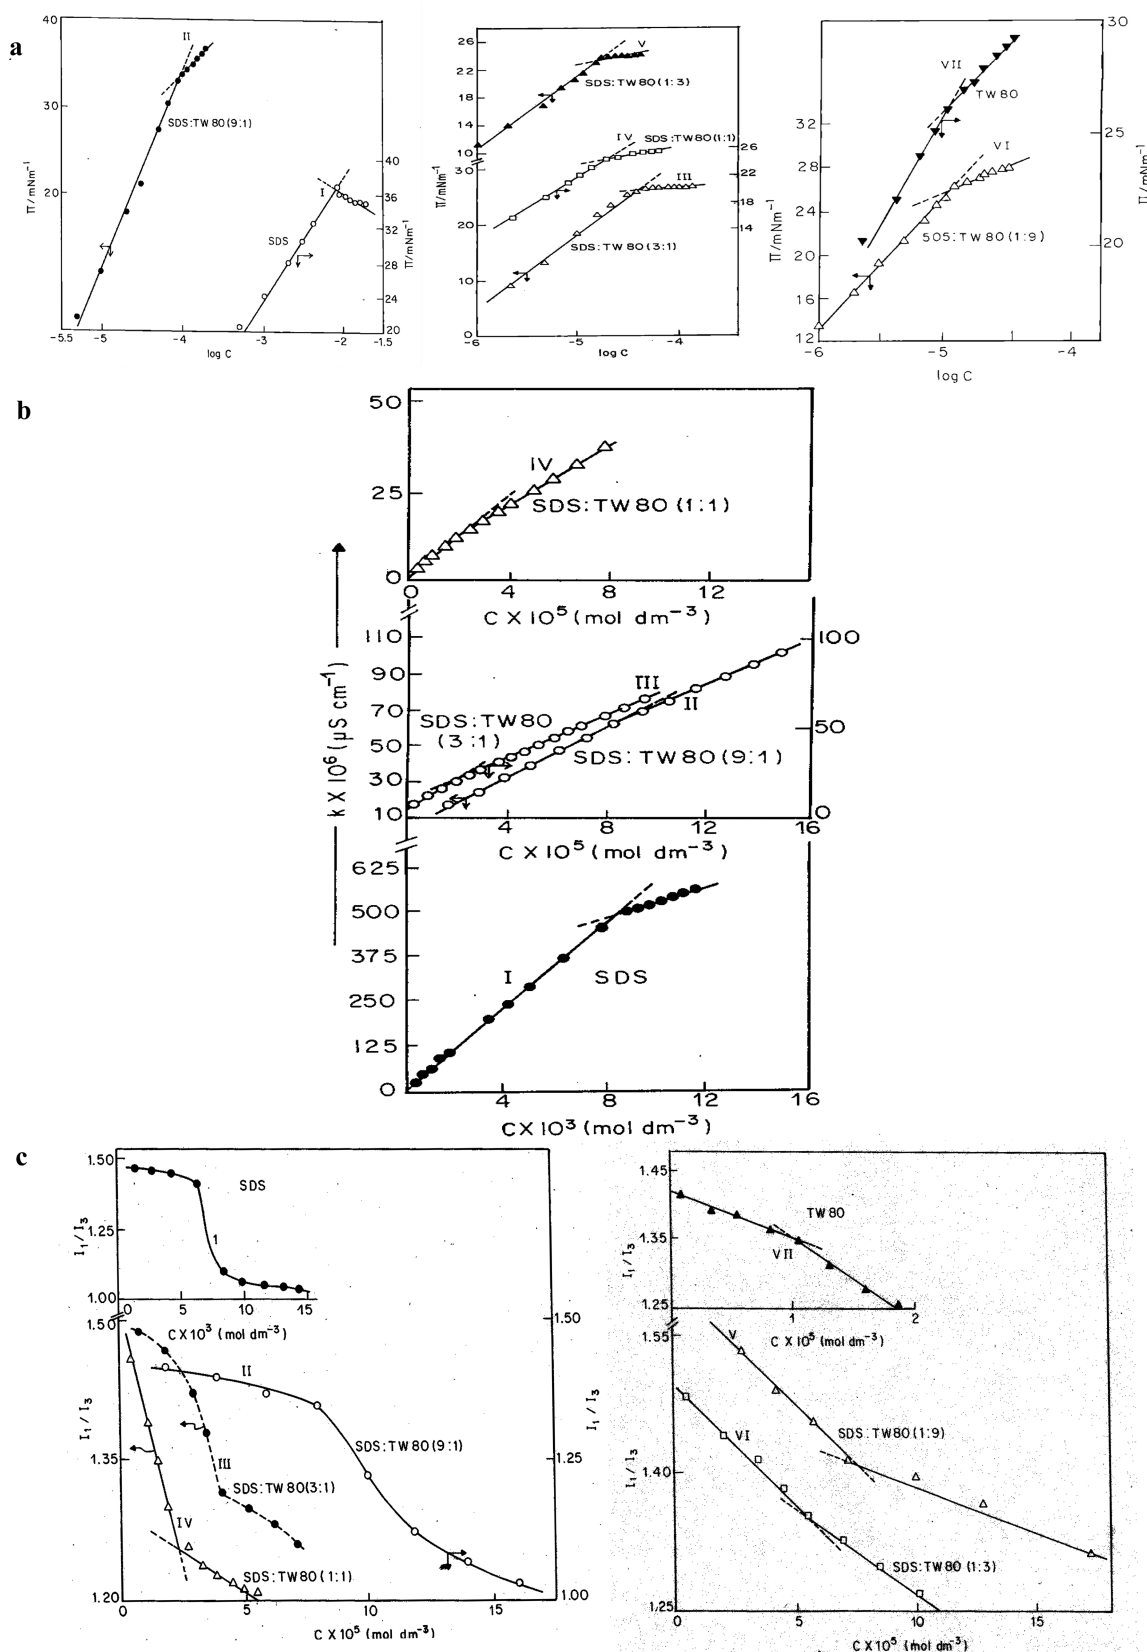 a
40
30
20
π/mNm⁻¹
II
SDS:TW80(9:1)
I
SDS
40
36
32
28
24
20
π/mNm⁻¹
-5.5
-5
-4
-3
-2
-1.5
log C
26
22
18
14
10
30
20
10
0
π/mNm⁻¹
V
SDS:TW80(1:3)
IV
SDS:TW80(1:1)
III
SDS:TW80(3:1)
26
22
18
14
π/mNm⁻¹
-6
-5
-4
log C
32
28
24
20
16
12
π/mNm⁻¹
VII
TW80
VI
SOS:TW80(1:9)
30
25
20
π/mNm⁻¹
-6
-5
-4
log C
b
50
25
0
IV
SDS:TW80(1:1)
0
4
8
12
C X 10⁵ (mol dm⁻³)
k X 10⁶ (μS cm⁻¹)
110
90
70
50
30
10
III
II
SDS:TW80
(3:1)
SDS:TW80(9:1)
100
50
0
4
8
12
16
C X 10⁵ (mol dm⁻³)
625
500
375
250
125
0
I
SDS
4
8
12
16
C X 10³ (mol dm⁻³)
c
1.50
1.25
1.00
I₁/I₃
SDS
1
0
5
10
15
C X 10³ (mol dm⁻³)
1.50
1.35
1.20
I₁/I₃
II
SDS:TW80(9:1)
III
SDS:TW80(3:1)
IV
SDS:TW80(1:1)
1.50
1.25
1.00
I₁/I₃
0
5
10
15
C X 10⁵ (mol dm⁻³)
1.45
1.35
1.25
I₁/I₃
TW80
VII
0
1
2
C X 10⁵ (mol dm⁻³)
1.55
1.40
1.25
I₁/I₃
V
SDS:TW80(1:9)
VI
SDS:TW80(1:3)
0
5
10
15
C X 10⁵ (mol dm⁻³)